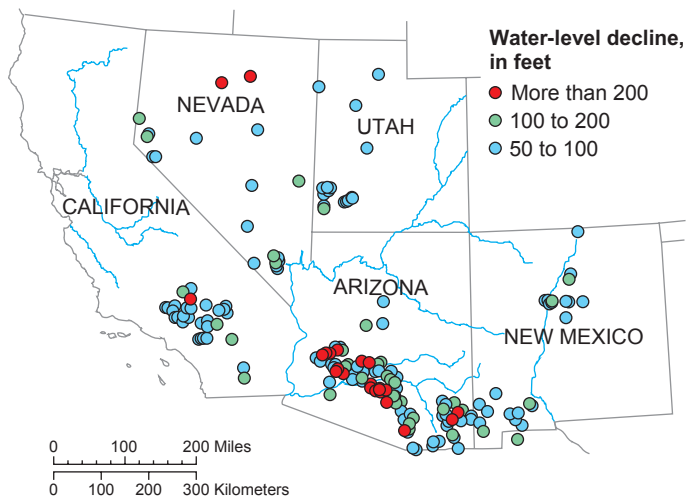 Water-level decline,
in feet
More than 200
100 to 200
50 to 100
NEVADA
UTAH
CALIFORNIA
ARIZONA
NEW MEXICO
0 100 200 Miles
0 100 200 300 Kilometers